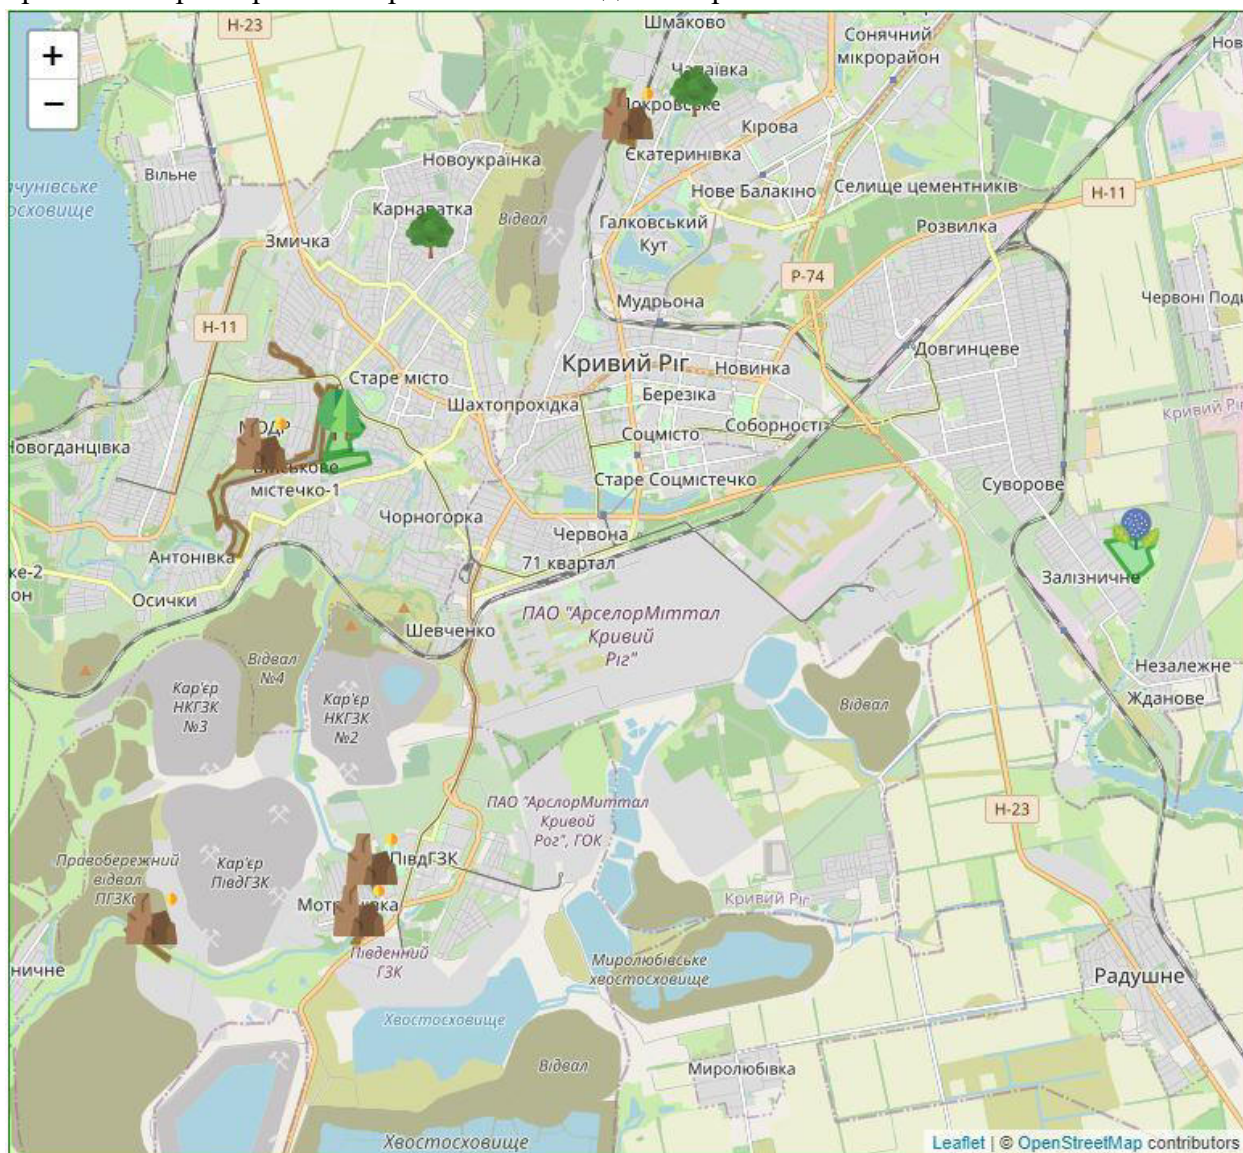 Н-23
Шмаково
Сонячний
мікрорайон
Чапаївка
Покровське
Кірова
Новоукраїнка
Єкатеринівка
Вільне
Нове Балакіно
Селище цементників
Н-11
Карнаватка
Відвал
Галковський
Кут
Розвилка
Змичка
Р-74
Мудрьона
Н-11
Кривий Ріг
Новинка
Довгинцеве
Старе місто
Березіка
Шахтопрохідка
Соцмісто
Соборності
Кривий Ріг
містечко-1
Старе Соцмістечко
Суворове
Чорногорка
Червона
Антонівка
71 квартал
Залізничне
Осички
Шевченко
ПАО "АрселорМіттал
Кривий
Ріг"
Відвал
№4
Незалежне
Жданове
Кар'єр
НКГЗК
№3
Кар'єр
НКГЗК
№2
Відвал
ПАО "АрслорМиттал
Кривой
Рог", ГОК
Н-23
Правобережний
відвал
Кар'єр
ПівдГЗК
ПівдГЗК
Кривий Ріг
Південний
ГЗК
Миролюбівське
хвостосховище
Радушне
Хвостосховище
Відвал
Миролюбівка
Хвостосховище
+
−
Leaflet | © OpenStreetMap contributors